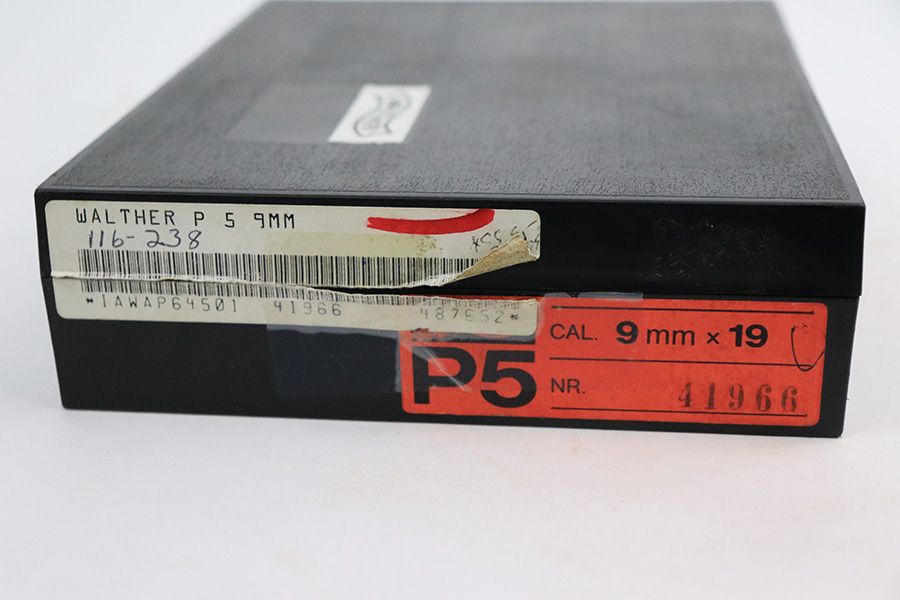 WALTHER P 5 9MM
116-238
*IAWAP64501 41966 487652*
P5
CAL. 9 mm x 19
NR. 41966